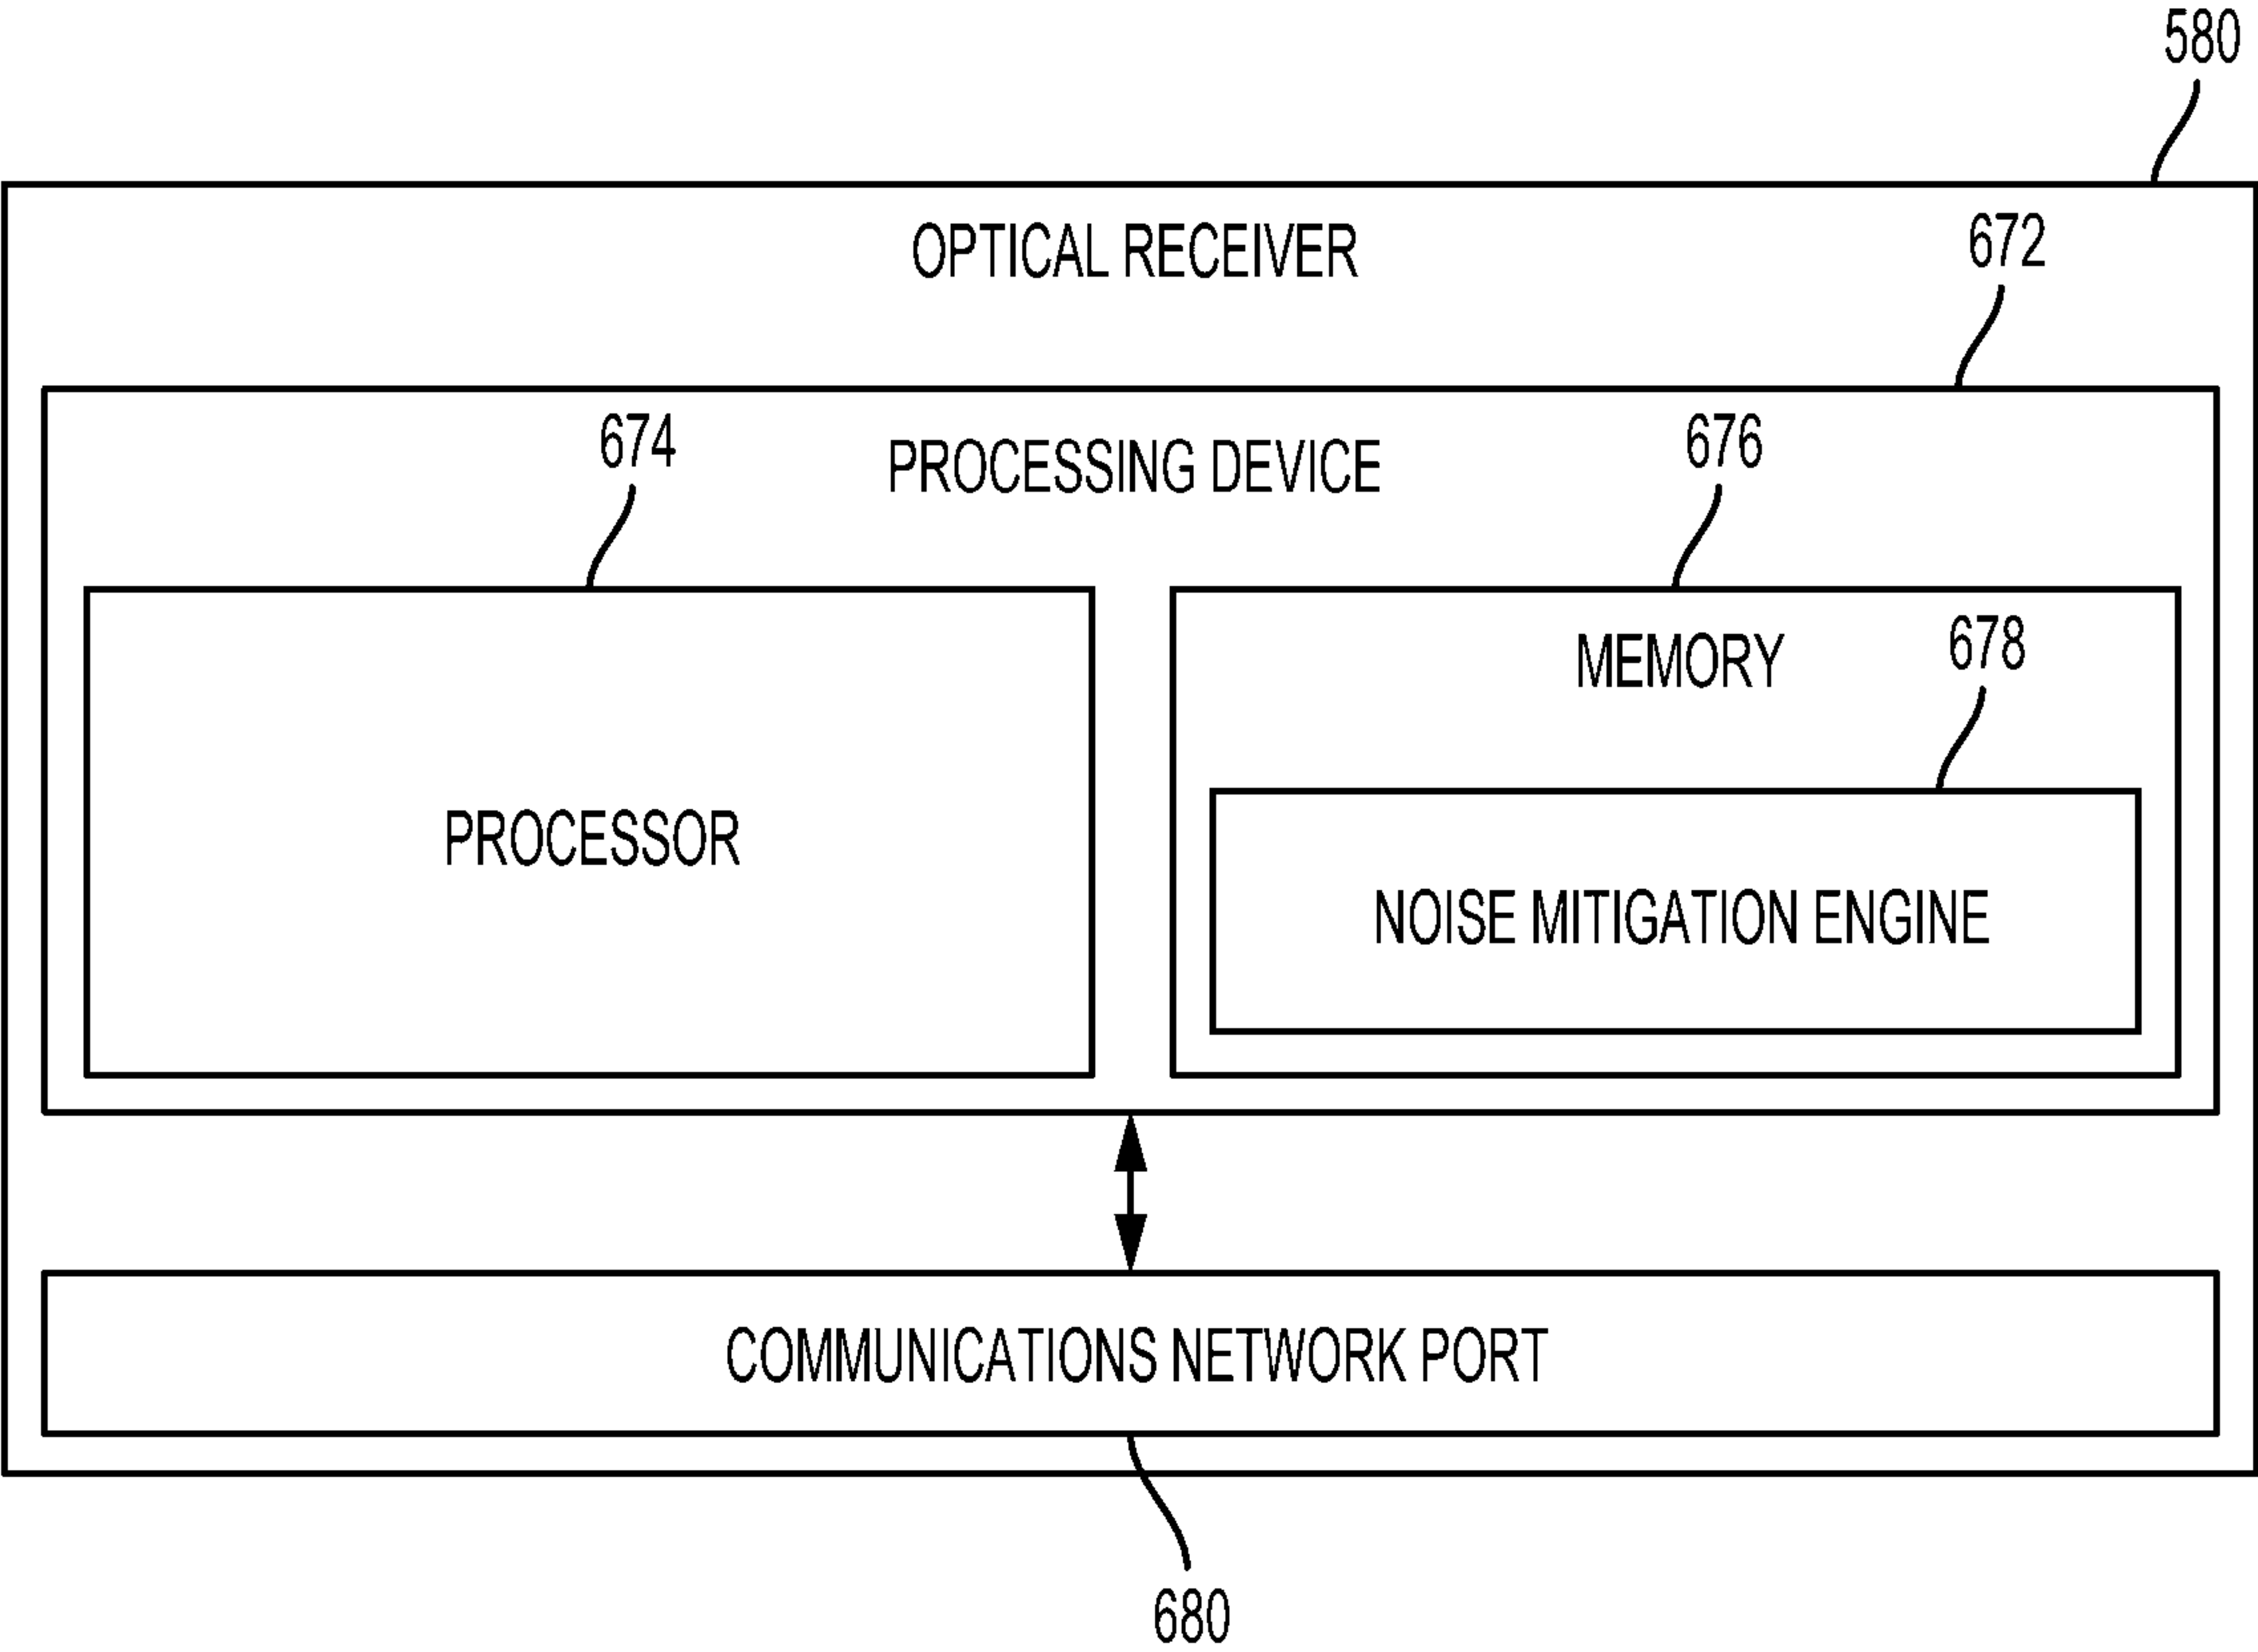 580
OPTICAL RECEIVER
672
674
PROCESSING DEVICE
676
MEMORY
678
PROCESSOR
NOISE MITIGATION ENGINE
COMMUNICATIONS NETWORK PORT
680